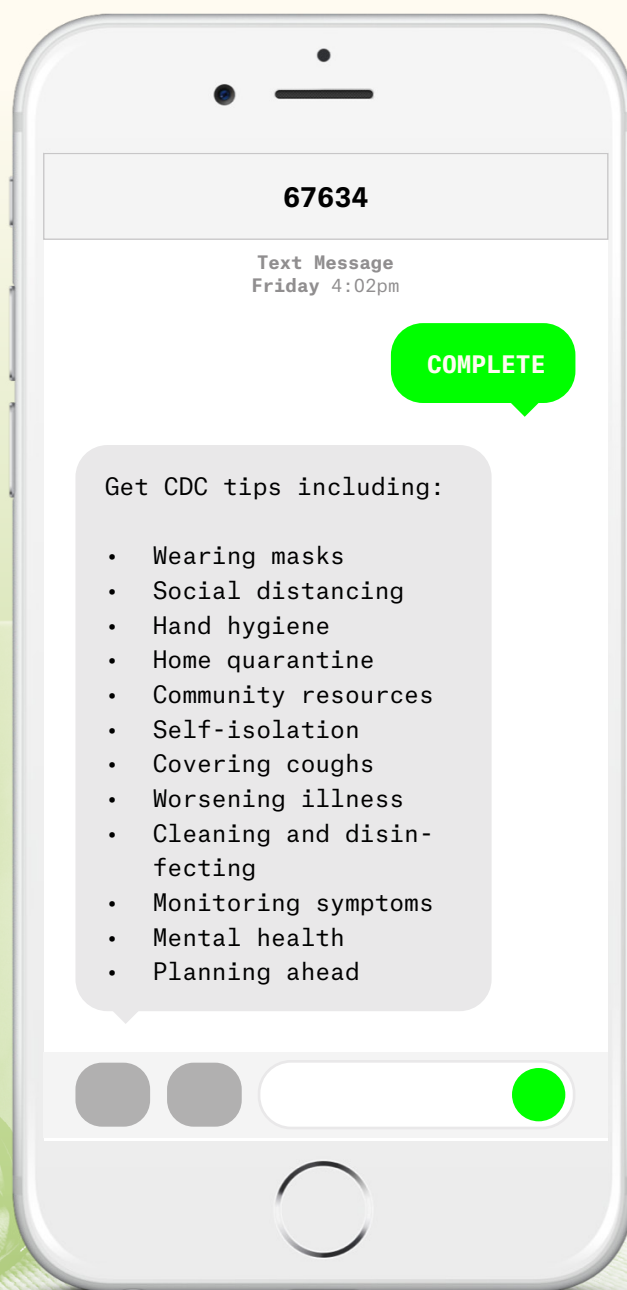 67634
Text Message
Friday 4:02pm
COMPLETE
Get CDC tips including:
• Wearing masks
• Social distancing
• Hand hygiene
• Home quarantine
• Community resources
• Self-isolation
• Covering coughs
• Worsening illness
• Cleaning and disin-
fecting
• Monitoring symptoms
• Mental health
• Planning ahead